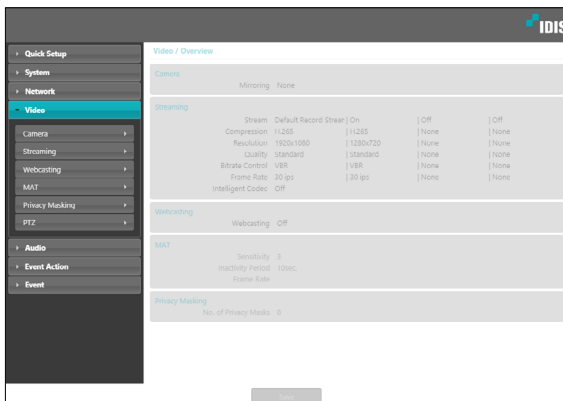 IDIS
Quick Setup
System
Network
Video
Camera
Streaming
Webcasting
MAT
Privacy Masking
PTZ
Audio
Event Action
Event
Video / Overview
Camera
Mirroring None
Streaming
Stream Default Record Strear | On | Off | Off
Compression H.265 | H.265 | None | None
Resolution 1920x1080 | 1280x720 | None | None
Quality Standard | Standard | None | None
Bitrate Control VBR | VBR | None | None
Frame Rate 30 ips | 30 ips | None | None
Intelligent Codec Off
Webcasting
Webcasting Off
MAT
Sensitivity 3
Inactivity Period 10sec.
Frame Rate
Privacy Masking
No. of Privacy Masks 0
Save